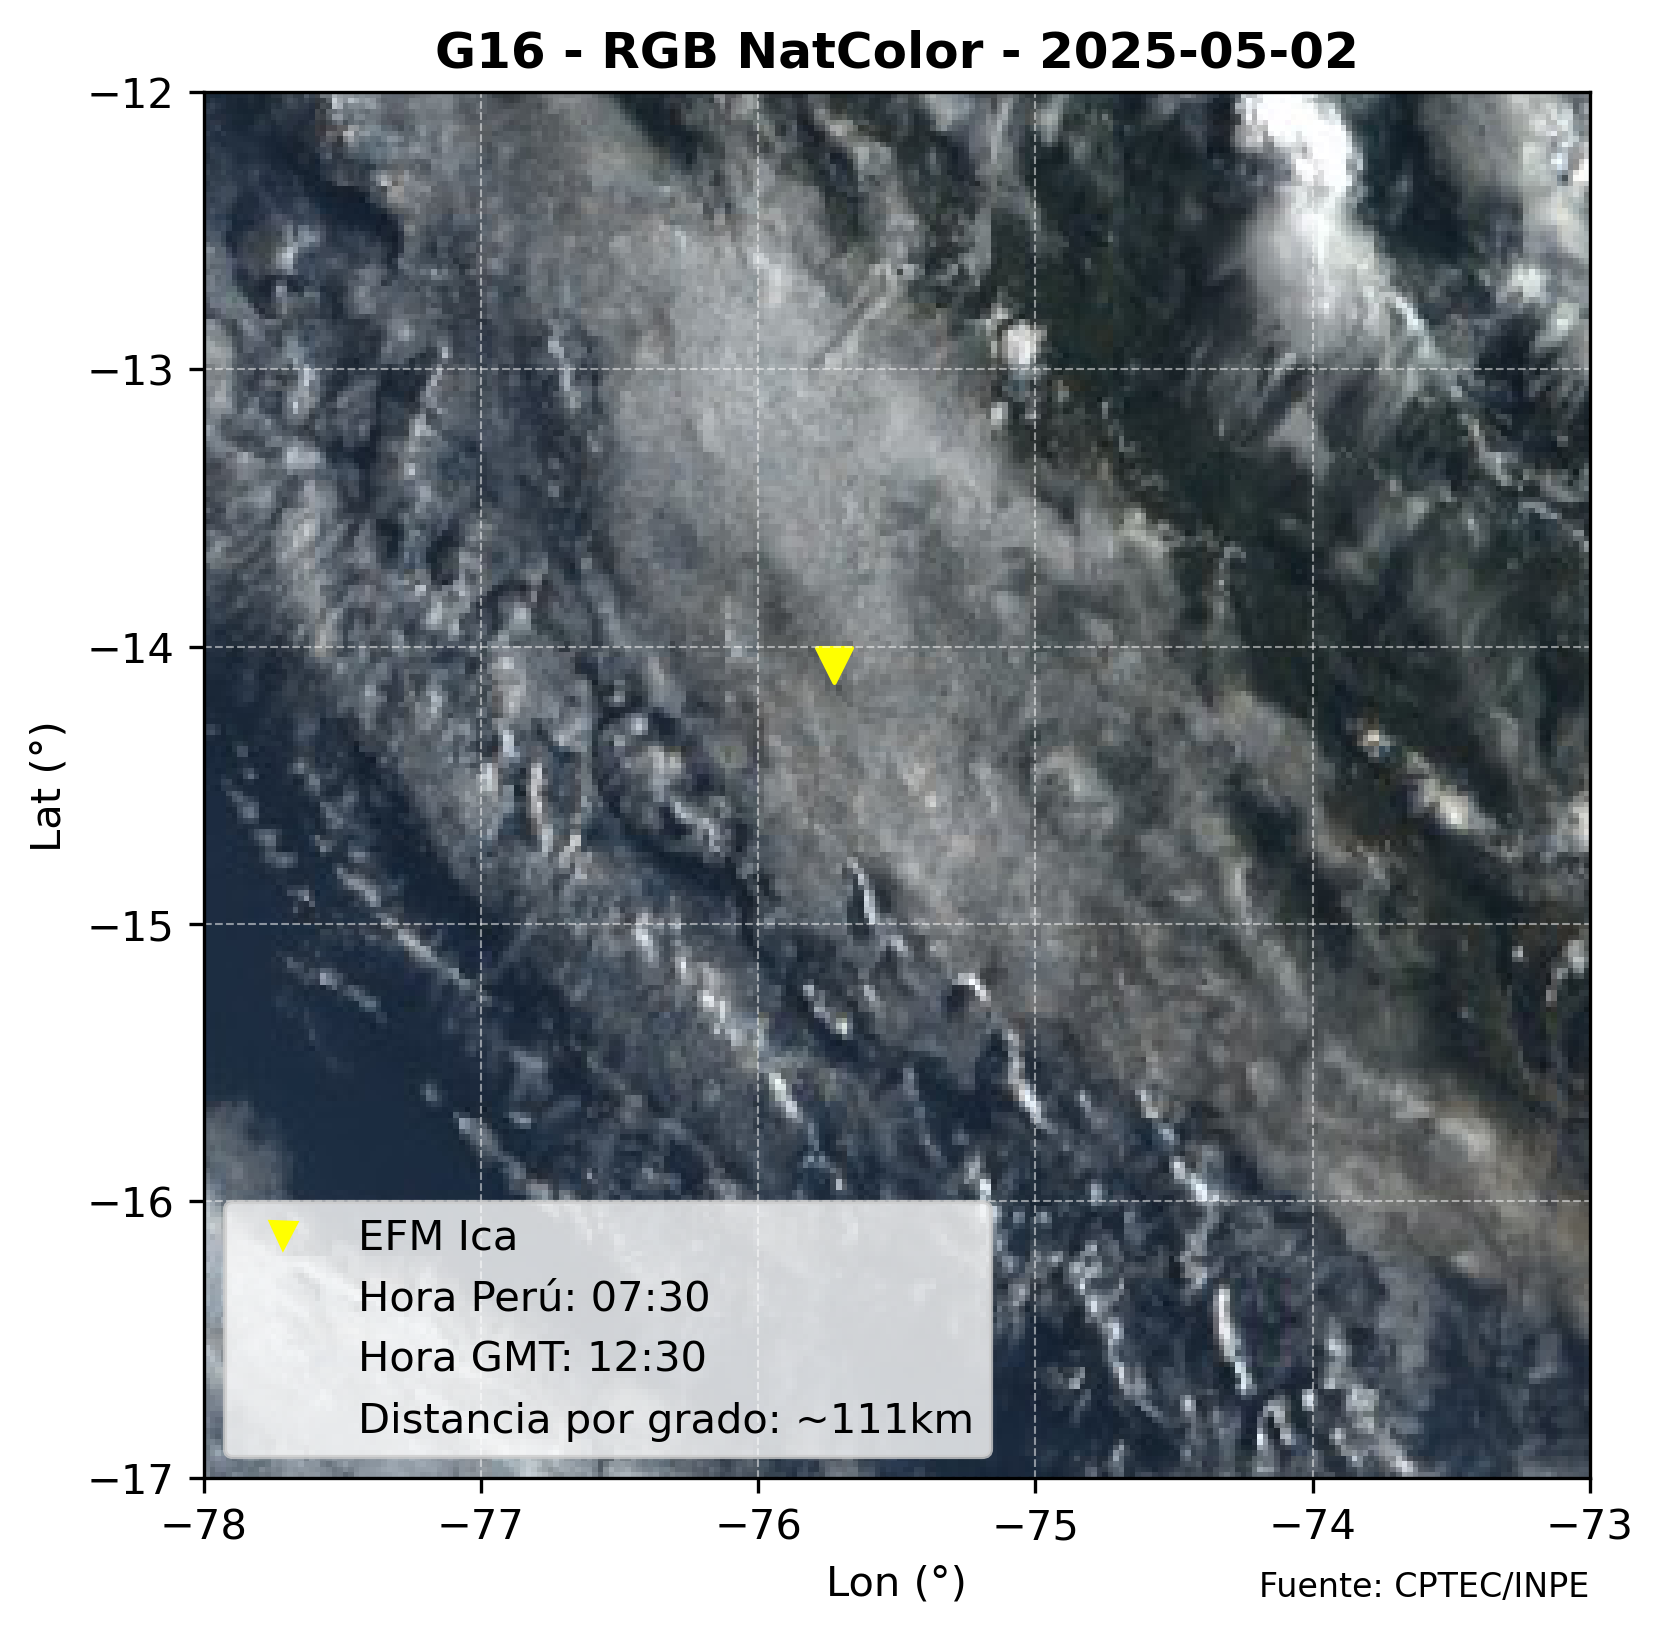 G16 - RGB NatColor - 2025-05-02
−12
−13
−14
−15
−16
−17
Lat (°)
EFM Ica
Hora Perú: 07:30
Hora GMT: 12:30
Distancia por grado: ~111km
−78 −77 −76 −75 −74 −73
Lon (°)
Fuente: CPTEC/INPE